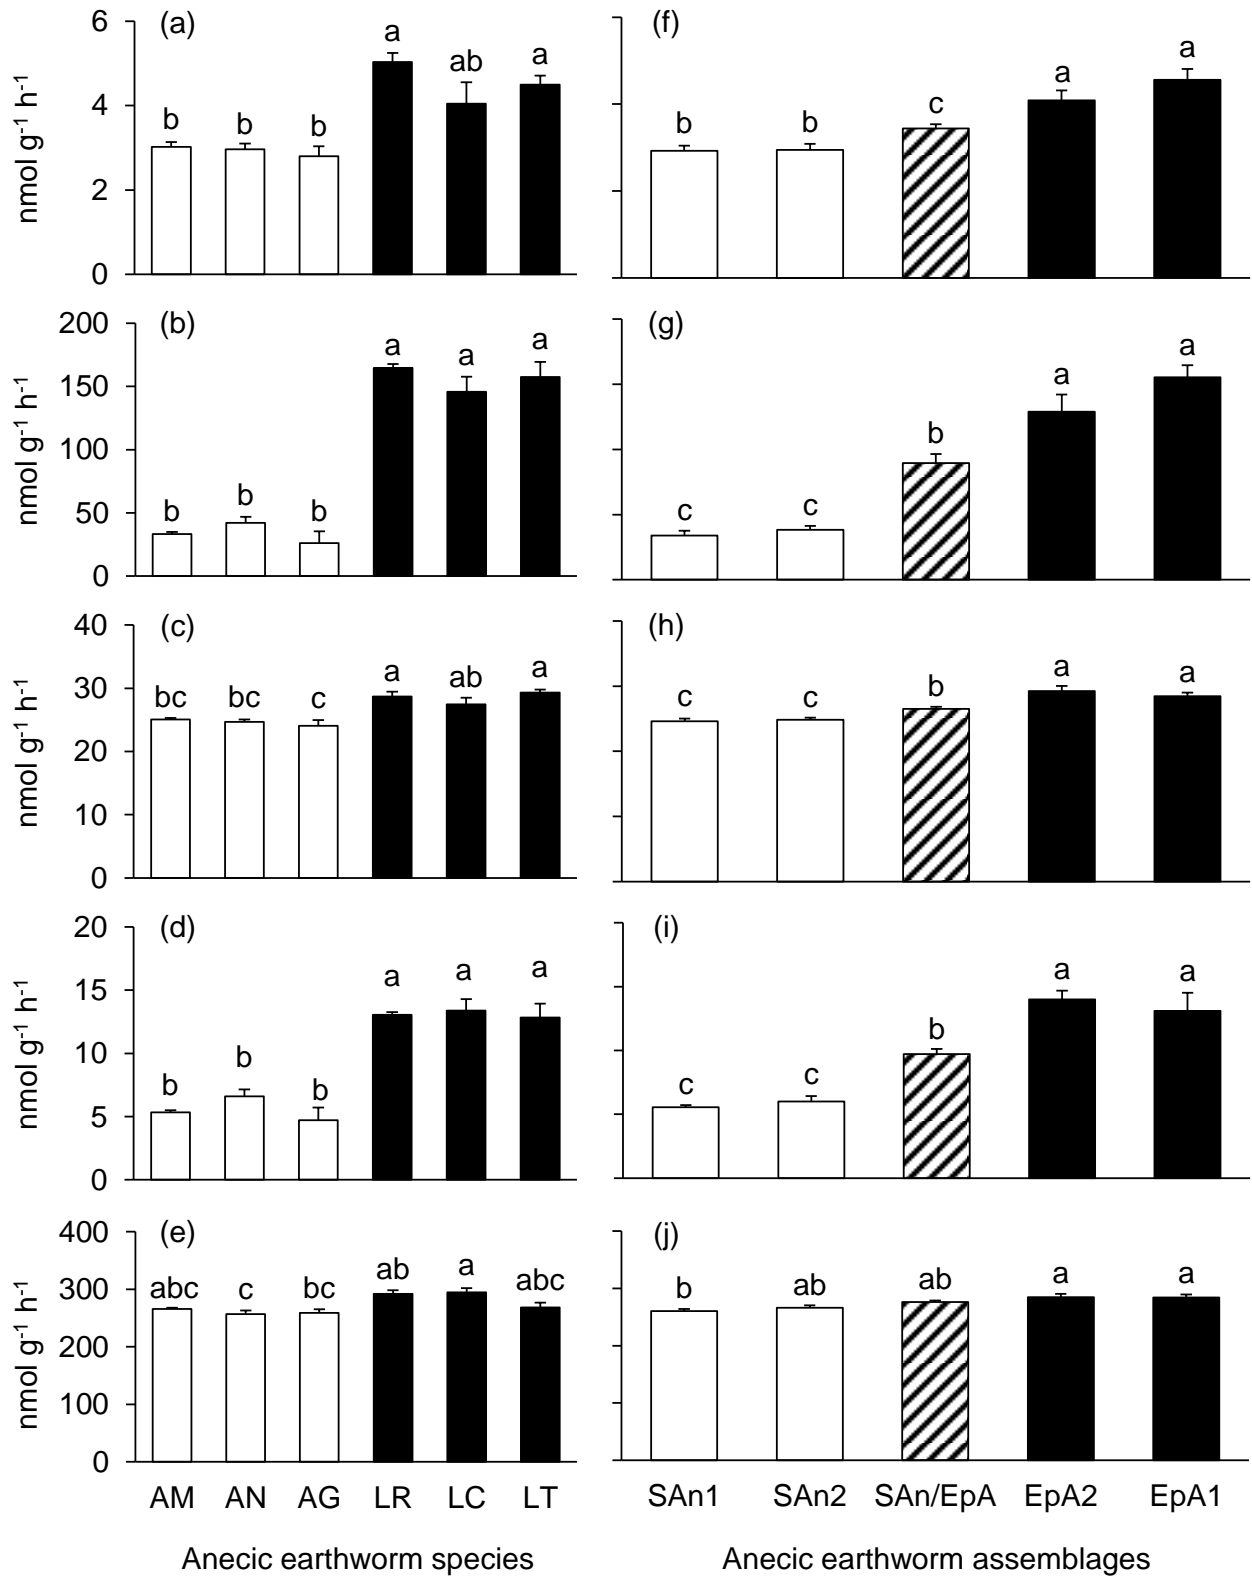 (a)
6
4
2
0
nmol g⁻¹ h⁻¹
b b b a ab a
(f)
b b c a a
(b)
200
150
100
50
0
nmol g⁻¹ h⁻¹
b b b a a a
(g)
c c b a a
(c)
40
30
20
10
0
nmol g⁻¹ h⁻¹
bc bc c a ab a
(h)
c c b a a
(d)
20
15
10
5
0
nmol g⁻¹ h⁻¹
b b b a a a
(i)
c c b a a
(e)
400
300
200
100
0
nmol g⁻¹ h⁻¹
abc c bc ab a abc
(j)
b ab ab a a
AM AN AG LR LC LT
SAn1 SAn2 SAn/EpA EpA2 EpA1
Anecic earthworm species
Anecic earthworm assemblages